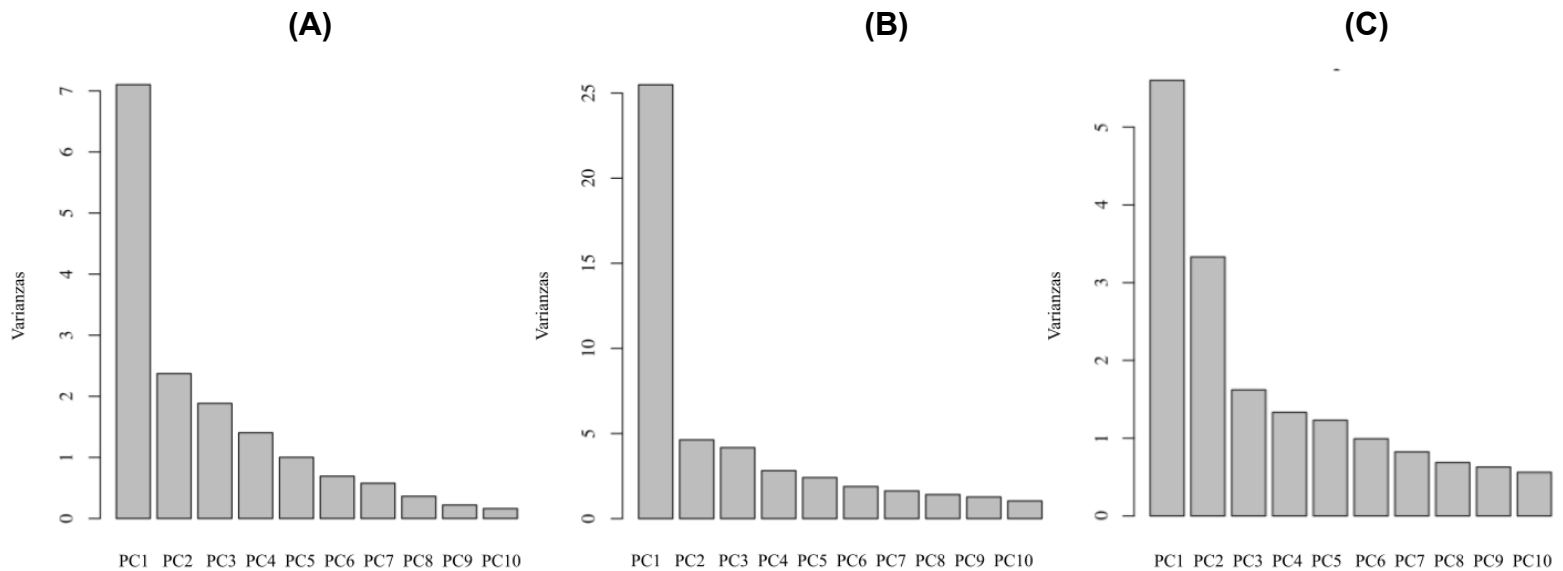 (A)
(B)
(C)
Varianzas
7
6
5
4
3
2
1
0
PC1 PC2 PC3 PC4 PC5 PC6 PC7 PC8 PC9 PC10
Varianzas
25
20
15
10
5
0
PC1 PC2 PC3 PC4 PC5 PC6 PC7 PC8 PC9 PC10
Varianzas
5
4
3
2
1
0
PC1 PC2 PC3 PC4 PC5 PC6 PC7 PC8 PC9 PC10